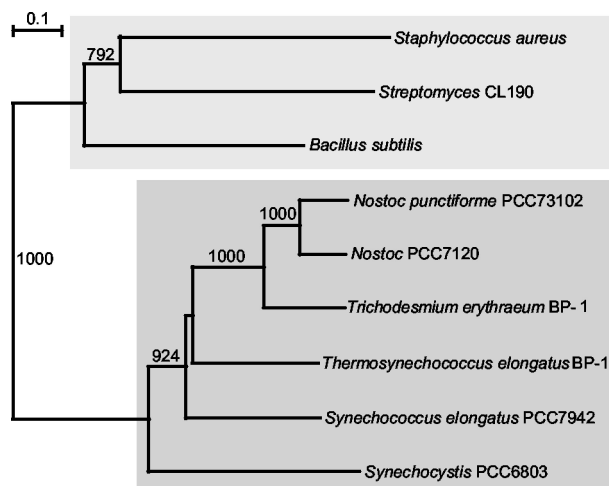 0.1
Staphylococcus aureus
792
Streptomyces CL190
Bacillus subtilis
Nostoc punctiforme PCC73102
1000
Nostoc PCC7120
1000
1000
Trichodesmium erythraeum BP- 1
924
Thermosynechococcus elongatus BP-1
Synechococcus elongatus PCC7942
Synechocystis PCC6803